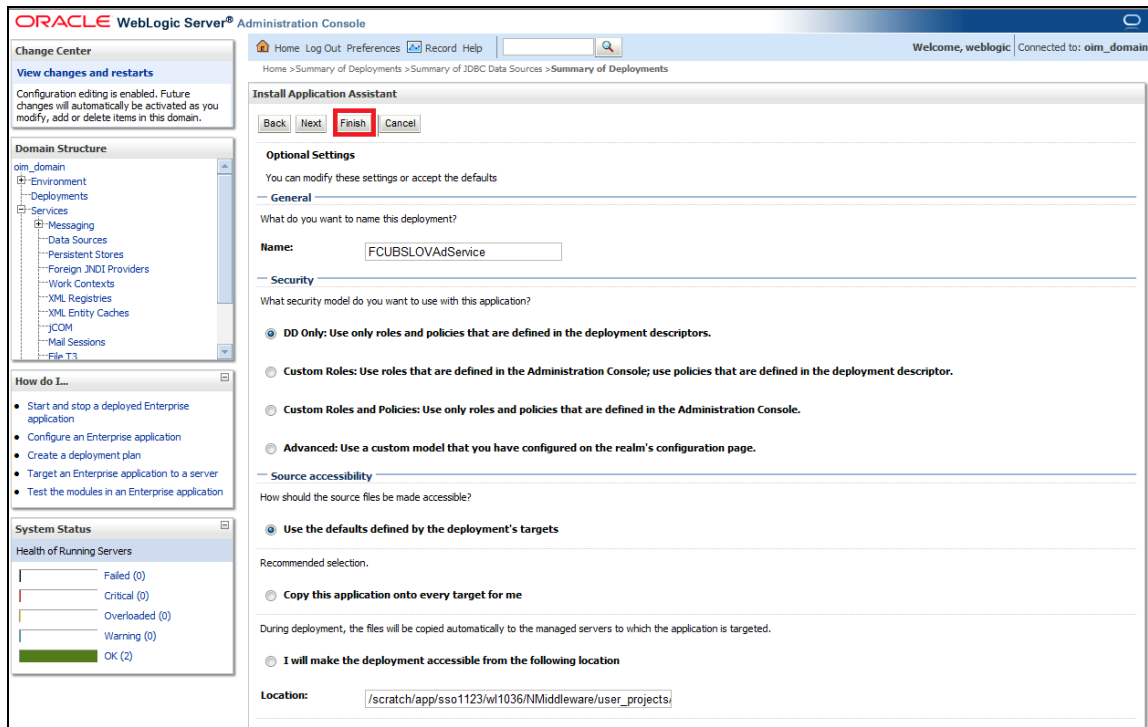 ORACLE WebLogic Server® Administration Console
Change Center
View changes and restarts
Configuration editing is enabled. Future
changes will automatically be activated as you
modify, add or delete items in this domain.
Domain Structure
oim_domain
Environment
Deployments
Services
Messaging
Data Sources
Persistent Stores
Foreign JNDI Providers
Work Contexts
XML Registries
XML Entity Caches
jCOM
Mail Sessions
File T3
How do I...
Start and stop a deployed Enterprise
application
Configure an Enterprise application
Create a deployment plan
Target an Enterprise application to a server
Test the modules in an Enterprise application
System Status
Health of Running Servers
Failed (0)
Critical (0)
Overloaded (0)
Warning (0)
OK (2)
Home Log Out Preferences Record Help
Welcome, weblogic Connected to: oim_domain
Home >Summary of Deployments >Summary of JDBC Data Sources >Summary of Deployments
Install Application Assistant
Back Next Finish Cancel
Optional Settings
You can modify these settings or accept the defaults
General
What do you want to name this deployment?
Name: FCUBSLOVAdService
Security
What security model do you want to use with this application?
DD Only: Use only roles and policies that are defined in the deployment descriptors.
Custom Roles: Use roles that are defined in the Administration Console; use policies that are defined in the deployment descriptor.
Custom Roles and Policies: Use only roles and policies that are defined in the Administration Console.
Advanced: Use a custom model that you have configured on the realm's configuration page.
Source accessibility
How should the source files be made accessible?
Use the defaults defined by the deployment's targets
Recommended selection.
Copy this application onto every target for me
During deployment, the files will be copied automatically to the managed servers to which the application is targeted.
I will make the deployment accessible from the following location
Location: /scratch/app/sso1123/wl1036/NMiddleware/user_projects/